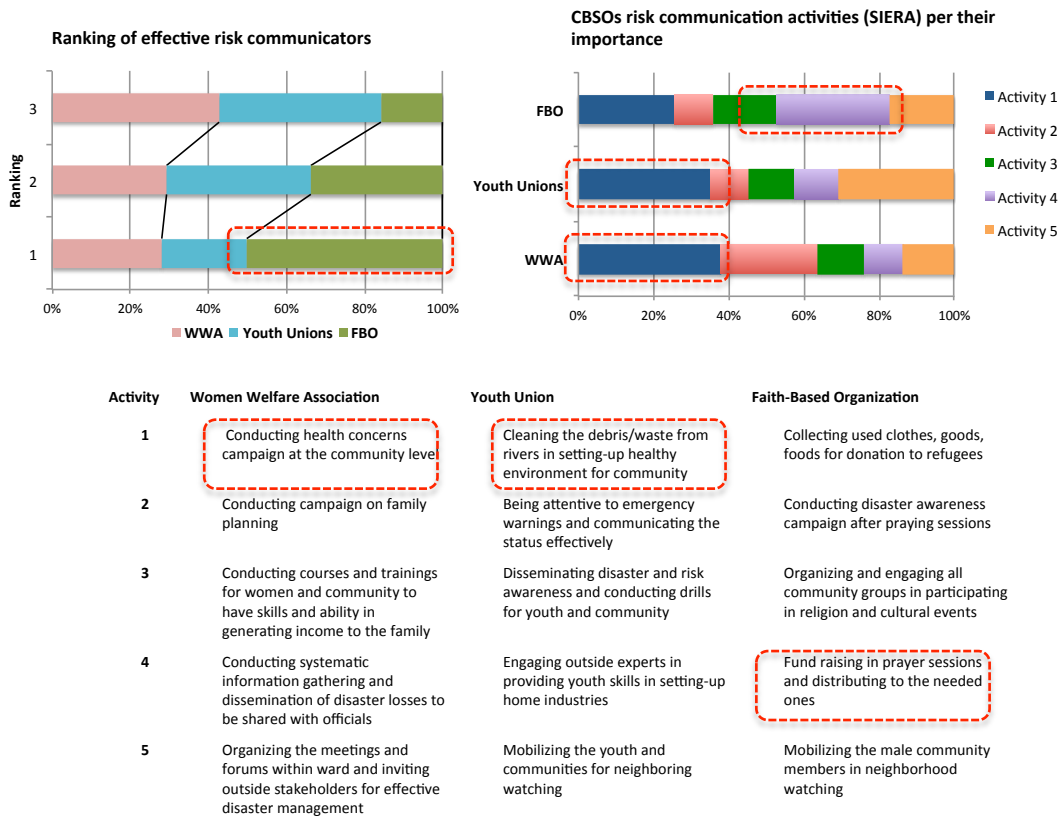 Ranking of effective risk communicators
3
2
1
Ranking
0%
20%
40%
60%
80%
100%
WWA
Youth Unions
FBO
CBSOs risk communication activities (SIERA) per their
importance
FBO
Youth Unions
WWA
0%
20%
40%
60%
80%
100%
Activity 1
Activity 2
Activity 3
Activity 4
Activity 5
Activity
Women Welfare Association
Youth Union
Faith-Based Organization
1
Conducting health concerns
campaign at the community level
Cleaning the debris/waste from
rivers in setting-up healthy
environment for community
Collecting used clothes, goods,
foods for donation to refugees
2
Conducting campaign on family
planning
Being attentive to emergency
warnings and communicating the
status effectively
Conducting disaster awareness
campaign after praying sessions
3
Conducting courses and trainings
for women and community to
have skills and ability in
generating income to the family
Disseminating disaster and risk
awareness and conducting drills
for youth and community
Organizing and engaging all
community groups in participating
in religion and cultural events
4
Conducting systematic
information gathering and
dissemination of disaster losses to
be shared with officials
Engaging outside experts in
providing youth skills in setting-up
home industries
Fund raising in prayer sessions
and distributing to the needed
ones
5
Organizing the meetings and
forums within ward and inviting
outside stakeholders for effective
disaster management
Mobilizing the youth and
communities for neighboring
watching
Mobilizing the male community
members in neighborhood
watching